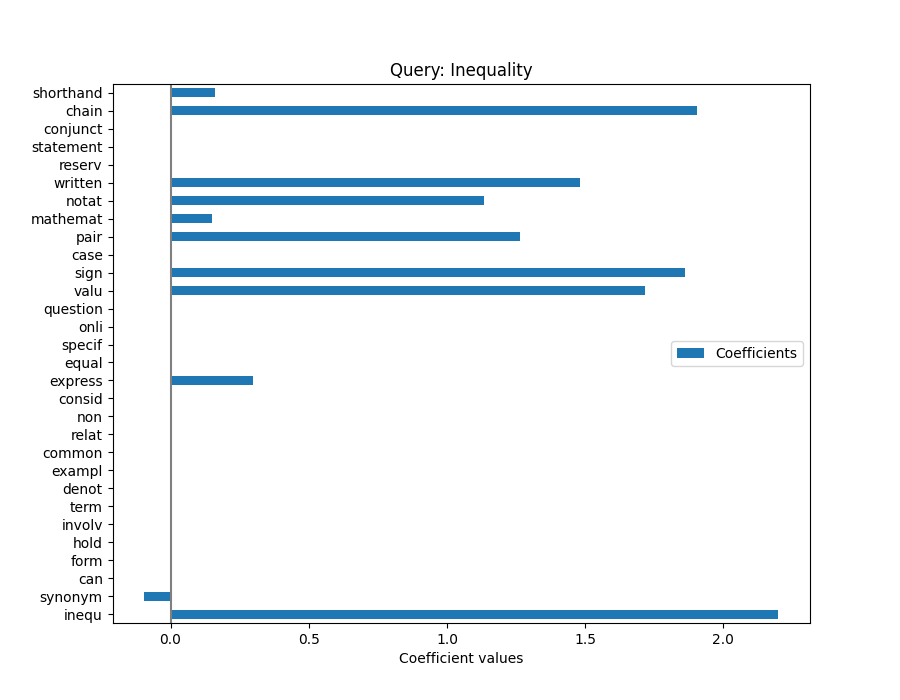 Query: Inequality
shorthand
chain
conjunct
statement
reserv
written
notat
mathemat
pair
case
sign
valu
question
onli
specif
equal
express
consid
non
relat
common
exampl
denot
term
involv
hold
form
can
synonym
inequ
Coefficients
0.0 0.5 1.0 1.5 2.0
Coefficient values